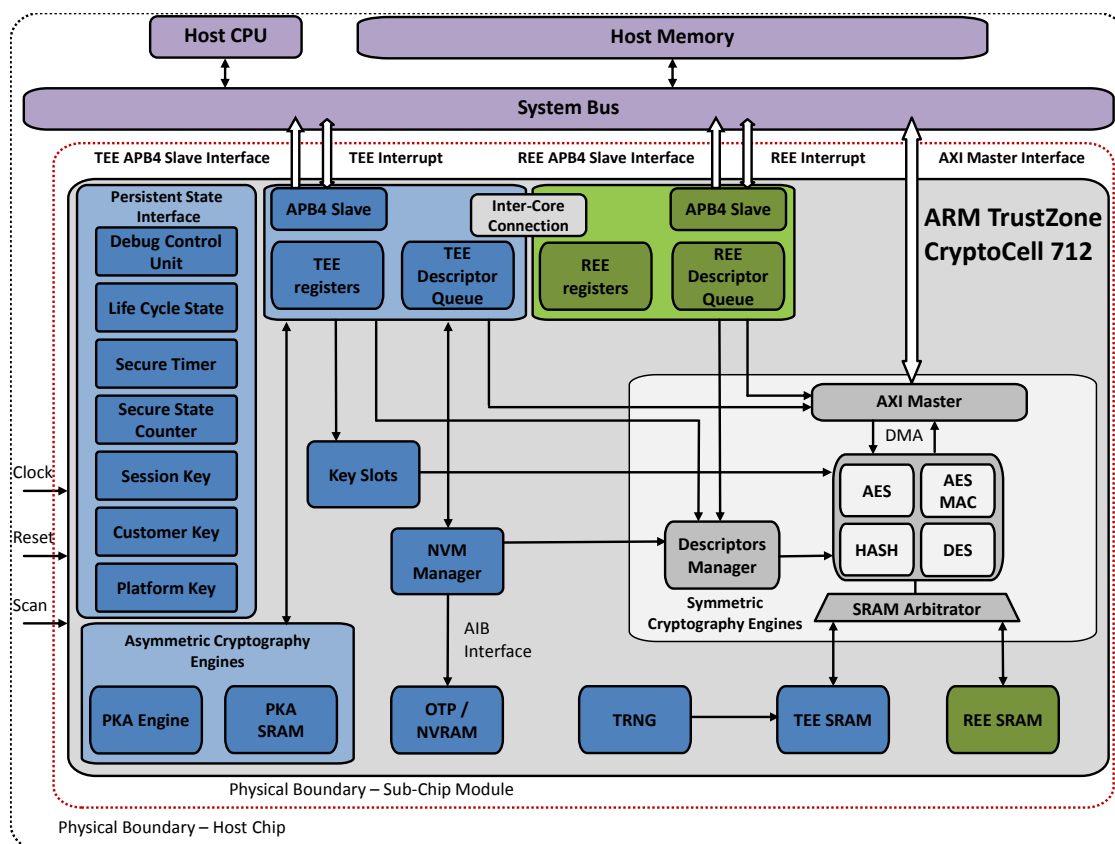 Host CPU
Host Memory
System Bus
TEE APB4 Slave Interface
TEE Interrupt
REE APB4 Slave Interface
REE Interrupt
AXI Master Interface
Persistent State
Interface
Debug Control
Unit
Life Cycle State
Secure Timer
Secure State
Counter
Session Key
Customer Key
Platform Key
APB4 Slave
TEE
registers
TEE
Descriptor
Queue
Inter-Core
Connection
APB4 Slave
REE
registers
REE
Descriptor
Queue
ARM TrustZone
CryptoCell 712
AXI Master
DMA
AES
AES
MAC
HASH
DES
SRAM Arbitrator
Key Slots
NVM
Manager
Descriptors
Manager
Symmetric
Cryptography Engines
Clock
Reset
Scan
Asymmetric Cryptography
Engines
PKA Engine
PKA
SRAM
AIB
Interface
OTP /
NVRAM
TRNG
TEE SRAM
REE SRAM
Physical Boundary – Sub-Chip Module
Physical Boundary – Host Chip